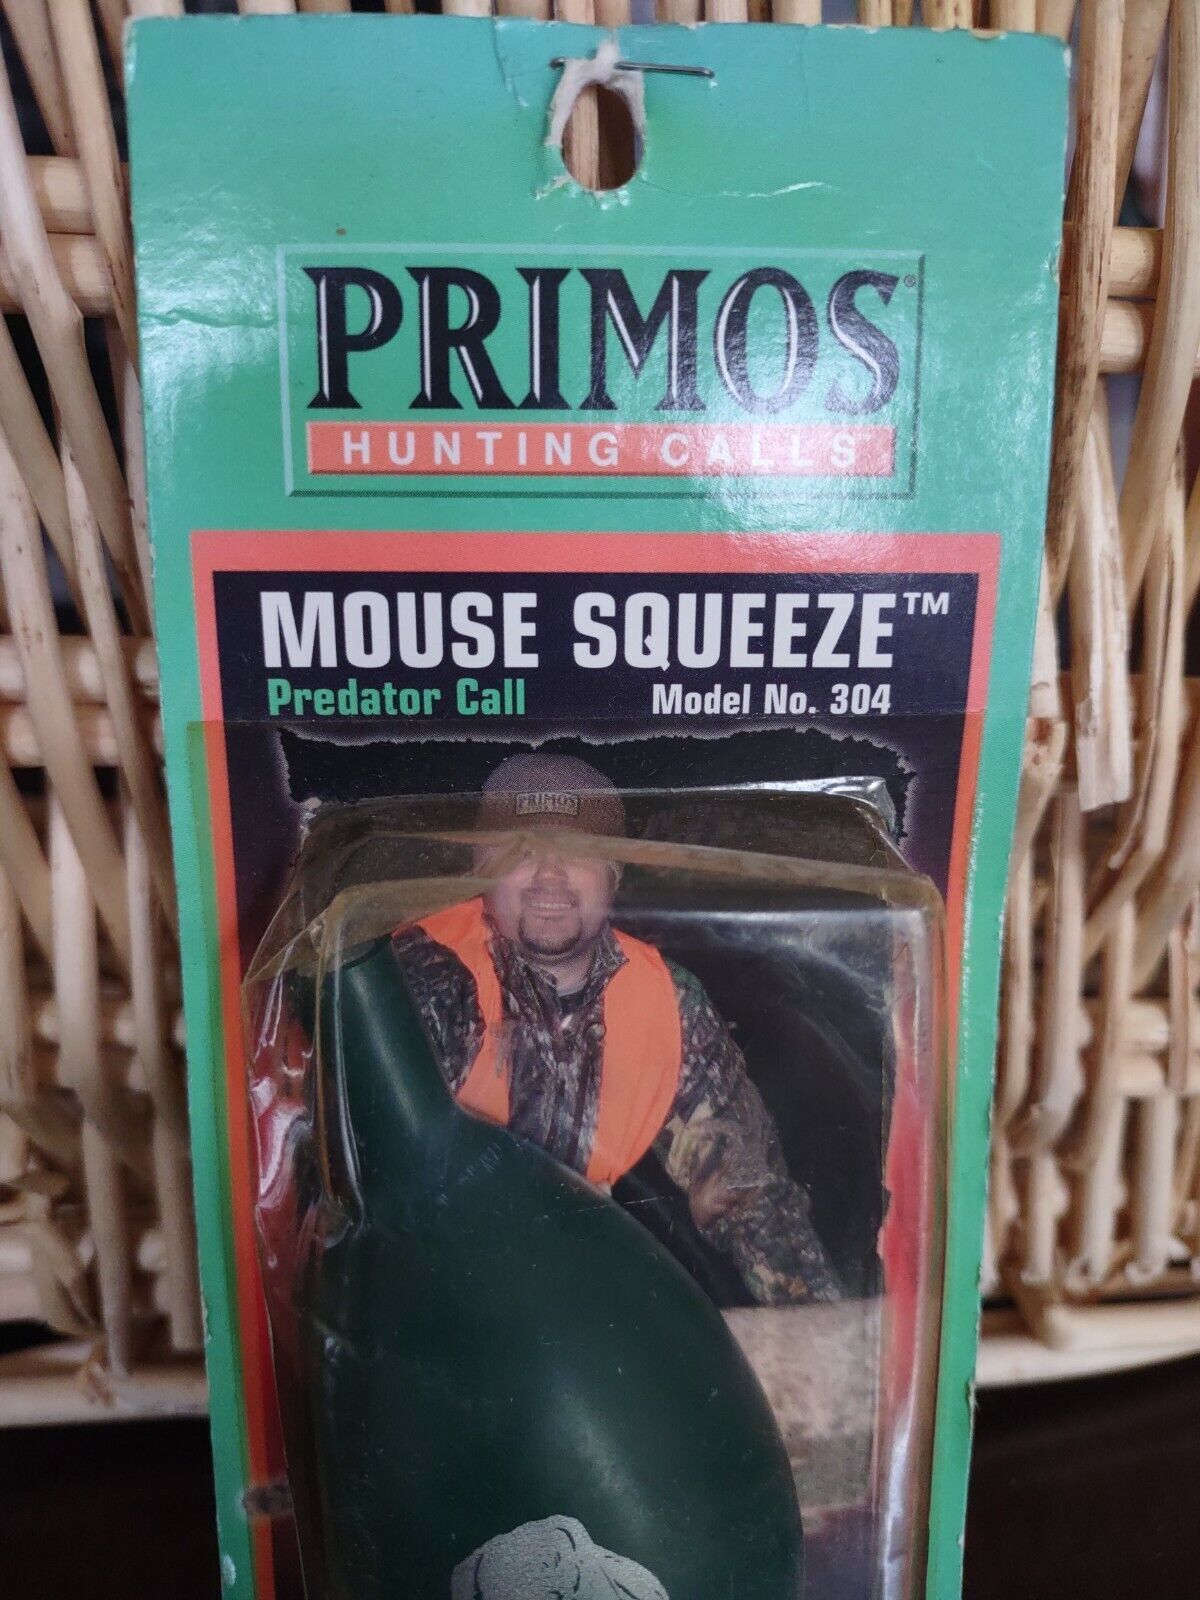 PRIMOS®
HUNTING CALLS
MOUSE SQUEEZE™
Predator Call
Model No. 304
PRIMOS